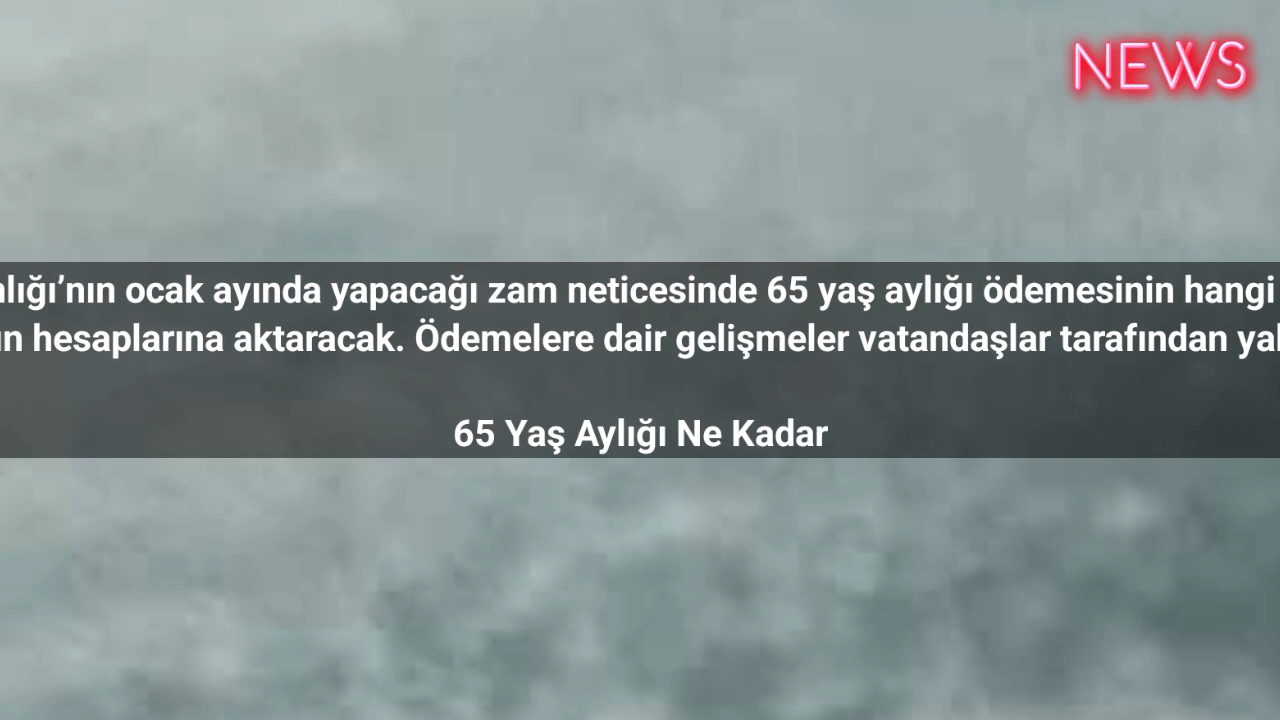 NEWS
nlığı’nın ocak ayında yapacağı zam neticesinde 65 yaş aylığı ödemesinin hangi
hesaplarına aktaracak. Ödemelere dair gelişmeler vatandaşlar tarafından
65 Yaş Aylığı Ne Kadar